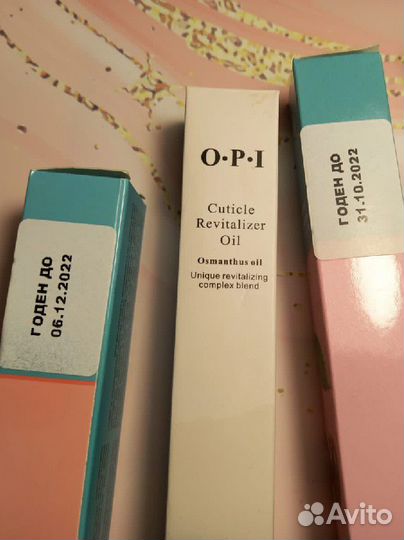 ГОДЕН ДО
06.12.2022
O·P·I
Cuticle
Revitalizer
Oil
Osmanthus oil
Unique revitalizing
complex blend
ГОДЕН ДО
31.10.2022
Avito